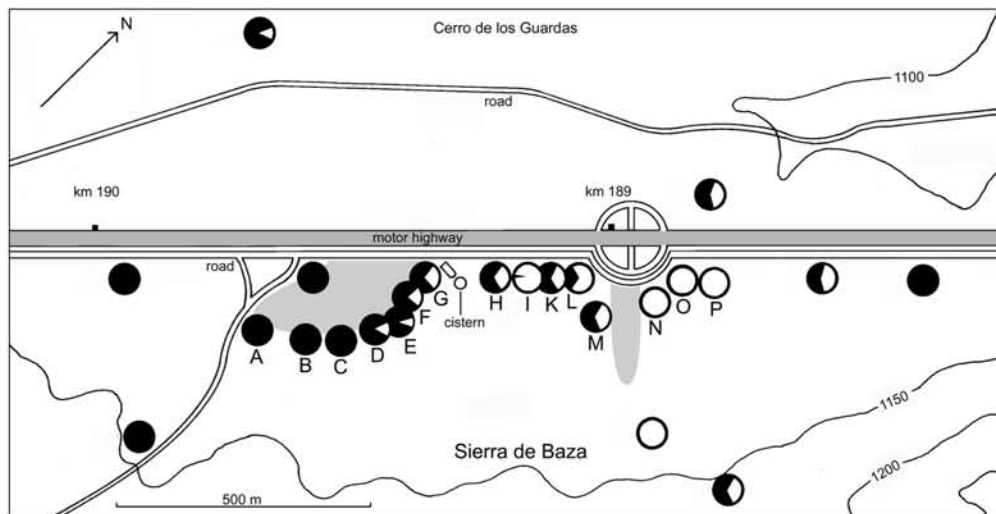 N
Cerro de los Guardas
1100
road
km 190
km 189
motor highway
road
G
H
I
K
L
O
P
F
cistern
M
N
A
B
C
D
E
1150
Sierra de Baza
1200
500 m